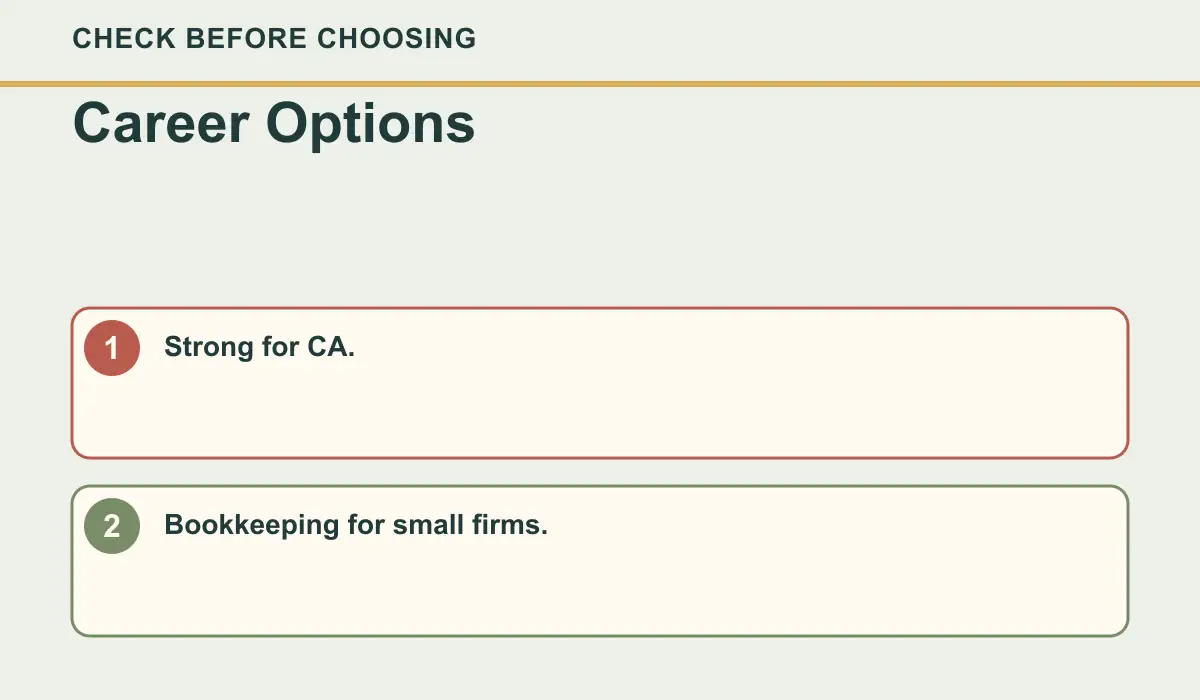 CHECK BEFORE CHOOSING
Career Options
1
Strong for CA.
2
Bookkeeping for small firms.